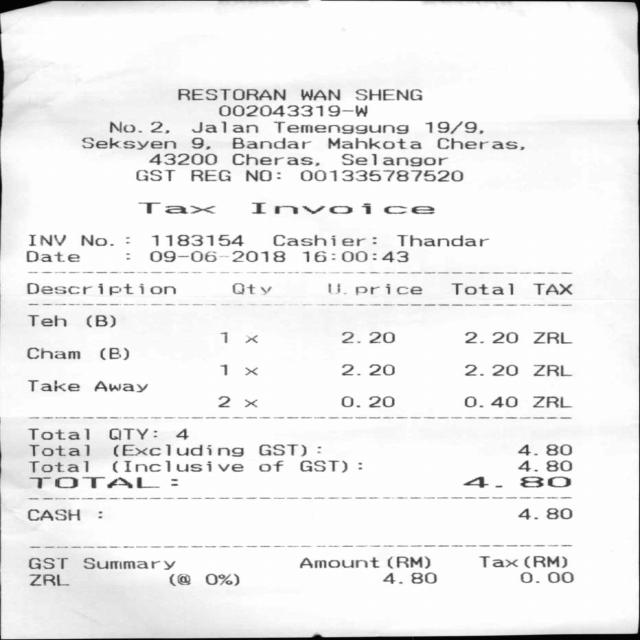 RESTORAN WAN SHENG
002043319-W
No.2, Jalan Temenggung 19/9,
Seksyen 9, Bandar Mahkota Cheras,
43200 Cheras, Selangor
GST REG NO: 001335787520
Tax Invoice
INV No.: 1183154 Cashier: Thandar
Date : 09-06-2018 16:00:43
Description Qty U.price Total TAX
Teh (B)
1 x 2.20 2.20 ZRL
Cham (B)
1 x 2.20 2.20 ZRL
Take Away
2 x 0.20 0.40 ZRL
Total QTY: 4
Total (Excluding GST): 4.80
Total (Inclusive of GST): 4.80
TOTAL: 4.80
CASH : 4.80
GST Summary Amount(RM) Tax(RM)
ZRL (@ 0%) 4.80 0.00